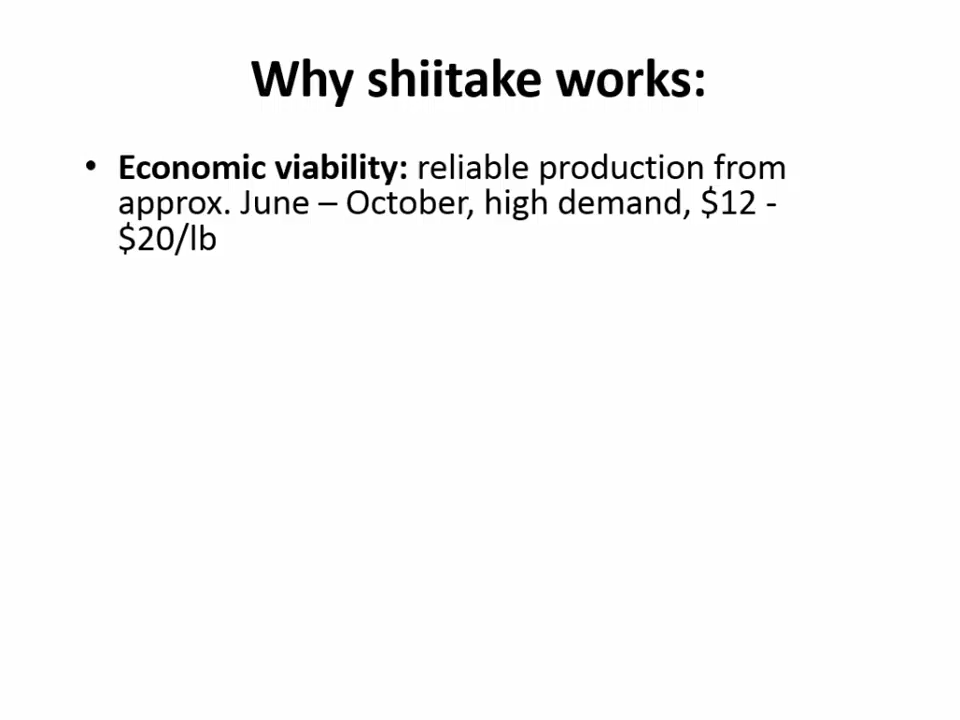 Why shiitake works:
• Economic viability: reliable production from
approx. June – October, high demand, $12 -
$20/lb